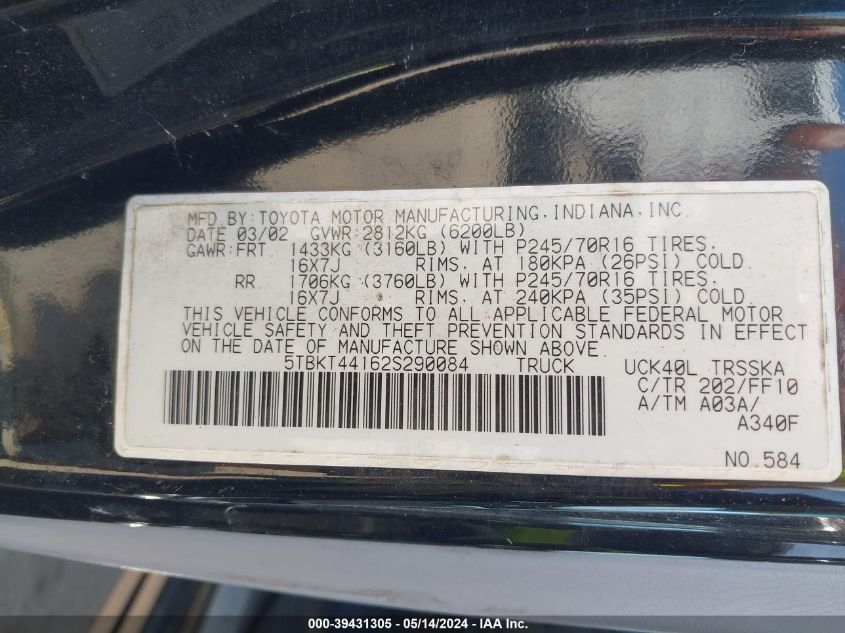 MFD.BY:TOYOTA MOTOR MANUFACTURING,INDIANA,INC.
DATE 03/02 GVWR:2812KG (6200LB)
GAWR:FRT 1433KG (3160LB) WITH P245/70R16 TIRES.
16X7J RIMS. AT 180KPA (26PSI) COLD
RR 1706KG (3760LB) WITH P245/70R16 TIRES.
16X7J RIMS. AT 240KPA (35PSI) COLD.
THIS VEHICLE CONFORMS TO ALL APPLICABLE FEDERAL MOTOR
VEHICLE SAFETY AND THEFT PREVENTION STANDARDS IN EFFECT
ON THE DATE OF MANUFACTURE SHOWN ABOVE.
5TBKT44162S290084 TRUCK UCK40L TRSSKA
C/TR 202/FF10
A/TM A03A/
A340F
NO.584
000-39431305 - 05/14/2024 - IAAI.com